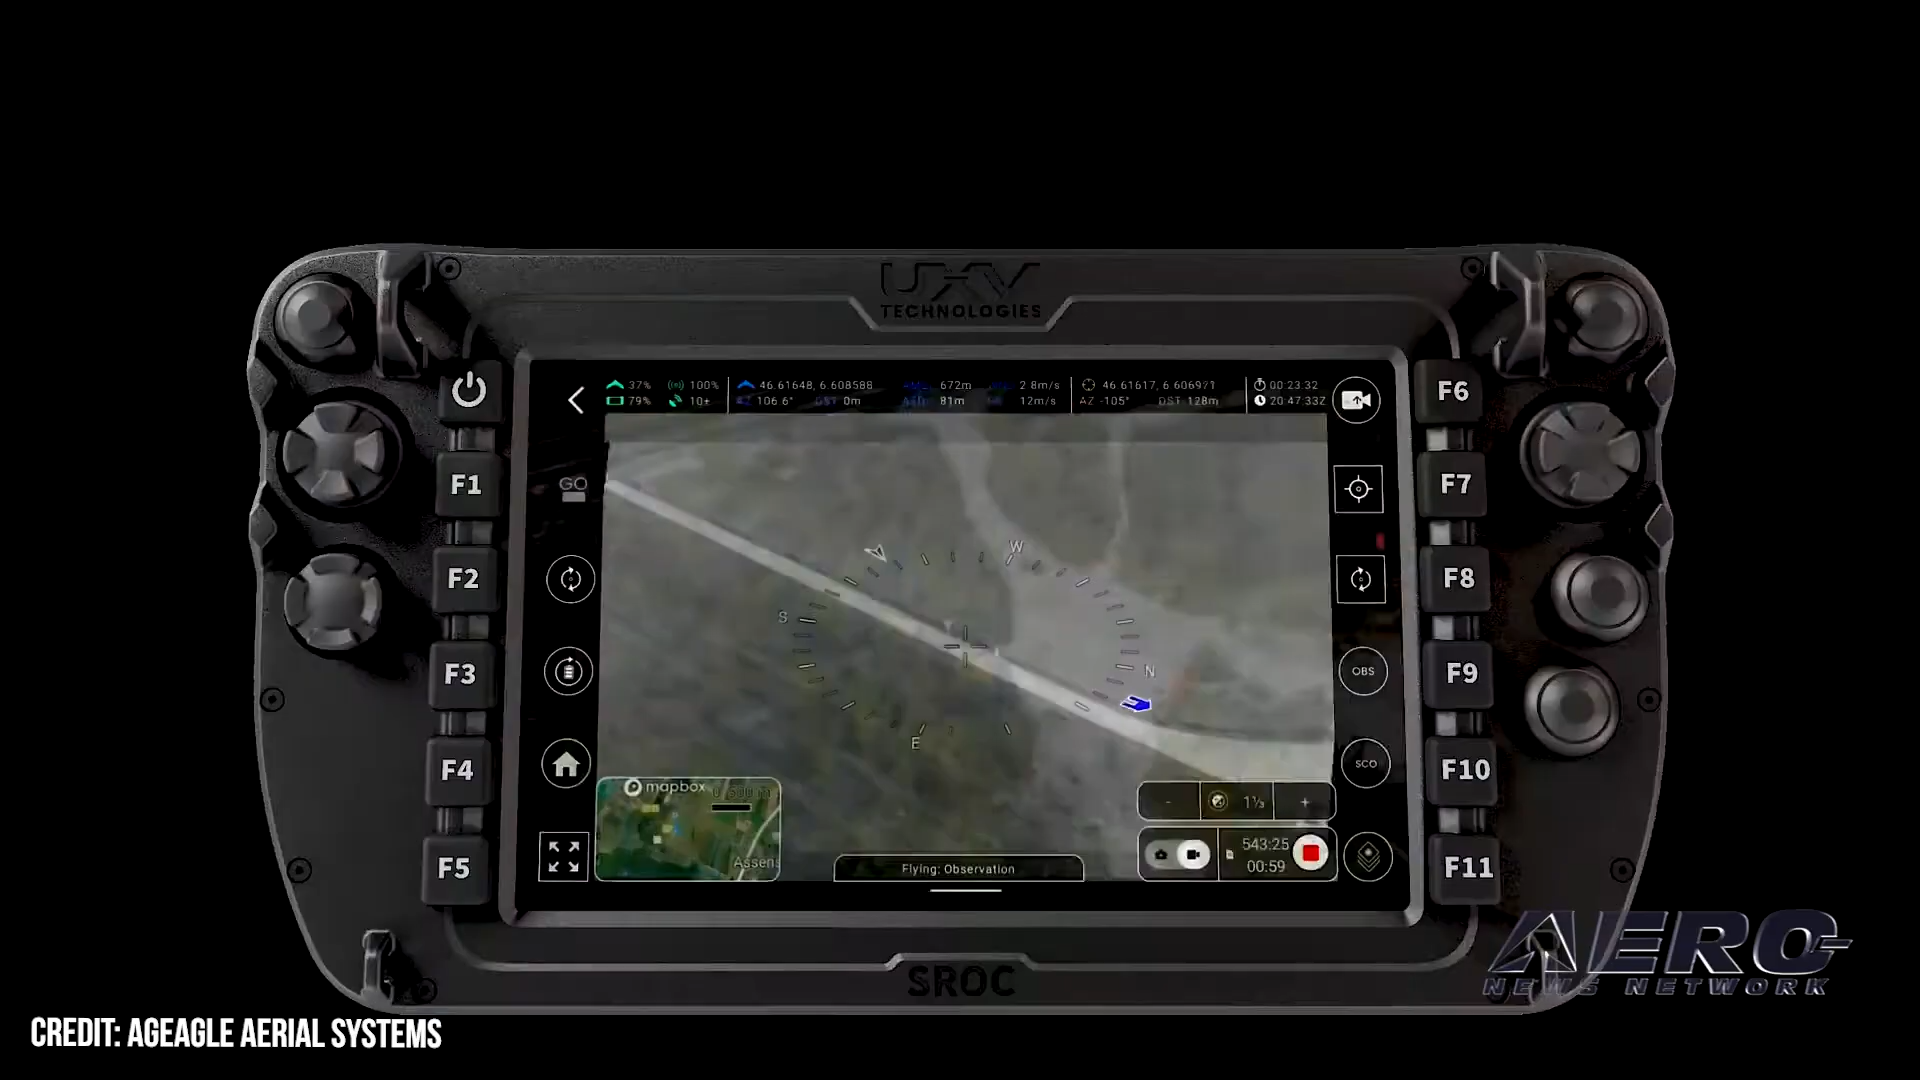 UXV
TECHNOLOGIES
37% 100% 46.61648, 6.608588 672m 2.8m/s 46.61617, 6.606971 00:23:32
79% 10+ 106.6° DST 0m 81m 12m/s AZ -105° DST 128m 20:47:33Z
F1
F2
F3
F4
F5
F6
F7
F8
F9
F10
F11
GO
W
S
N
E
OBS
SCO
mapbox
Assens
- 1⅓ +
543:25
00:59
Flying: Observation
SROC
AERO-
NEWS NETWORK
CREDIT: AGEAGLE AERIAL SYSTEMS